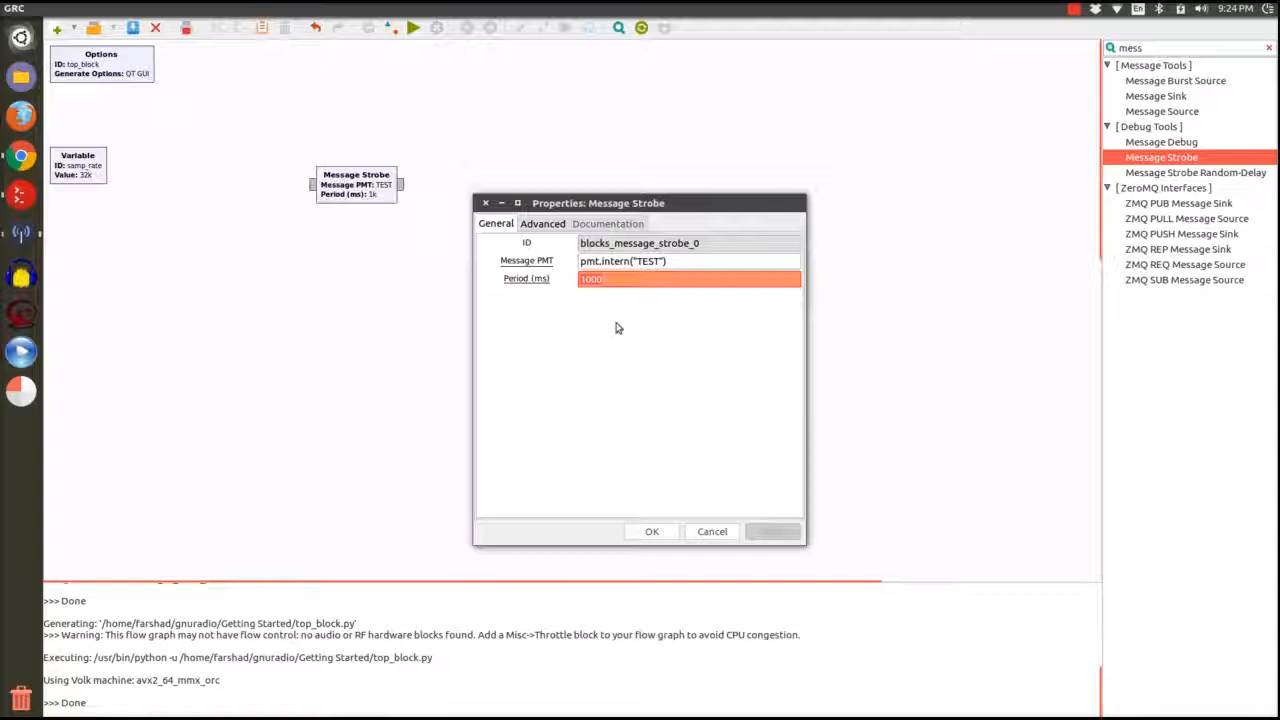 GRC
En
9:24 PM
Options
ID: top_block
Generate Options: QT GUI
Variable
ID: samp_rate
Value: 32k
Message Strobe
Message PMT: TEST
Period (ms): 1k
Properties: Message Strobe
General Advanced Documentation
ID blocks_message_strobe_0
Message PMT pmt.intern("TEST")
Period (ms) 1000
OK Cancel
mess
[ Message Tools ]
Message Burst Source
Message Sink
Message Source
[ Debug Tools ]
Message Debug
Message Strobe
Message Strobe Random-Delay
[ ZeroMQ Interfaces ]
ZMQ PUB Message Sink
ZMQ PULL Message Source
ZMQ PUSH Message Sink
ZMQ REP Message Sink
ZMQ REQ Message Source
ZMQ SUB Message Source
>>> Done
Generating: '/home/farshad/gnuradio/Getting Started/top_block.py'
>>> Warning: This flow graph may not have flow control: no audio or RF hardware blocks found. Add a Misc->Throttle block to your flow graph to avoid CPU congestion.
Executing: /usr/bin/python -u /home/farshad/gnuradio/Getting Started/top_block.py
Using Volk machine: avx2_64_mmx_orc
>>> Done